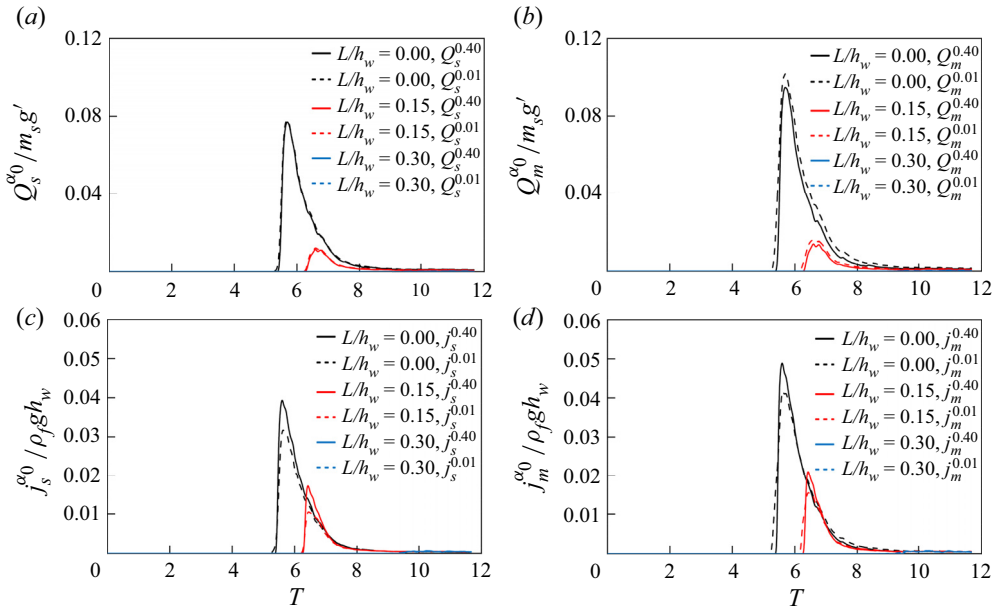 (a)
Q_s^{α0}/m_s g′
0.12
0.08
0.04
0 2 4 6 8 10 12
L/h_w = 0.00, Q_s^{0.40}
L/h_w = 0.00, Q_s^{0.01}
L/h_w = 0.15, Q_s^{0.40}
L/h_w = 0.15, Q_s^{0.01}
L/h_w = 0.30, Q_s^{0.40}
L/h_w = 0.30, Q_s^{0.01}
(b)
Q_m^{α0}/m_s g′
0.12
0.08
0.04
0 2 4 6 8 10 12
L/h_w = 0.00, Q_m^{0.40}
L/h_w = 0.00, Q_m^{0.01}
L/h_w = 0.15, Q_m^{0.40}
L/h_w = 0.15, Q_m^{0.01}
L/h_w = 0.30, Q_m^{0.40}
L/h_w = 0.30, Q_m^{0.01}
(c)
j_s^{α0}/ρ_f gh_w
0.06
0.05
0.04
0.03
0.02
0.01
0 2 4 6 8 10 12
T
L/h_w = 0.00, j_s^{0.40}
L/h_w = 0.00, j_s^{0.01}
L/h_w = 0.15, j_s^{0.40}
L/h_w = 0.15, j_s^{0.01}
L/h_w = 0.30, j_s^{0.40}
L/h_w = 0.30, j_s^{0.01}
(d)
j_m^{α0}/ρ_f gh_w
0.06
0.05
0.04
0.03
0.02
0.01
0 2 4 6 8 10 12
T
L/h_w = 0.00, j_m^{0.40}
L/h_w = 0.00, j_m^{0.01}
L/h_w = 0.15, j_m^{0.40}
L/h_w = 0.15, j_m^{0.01}
L/h_w = 0.30, j_m^{0.40}
L/h_w = 0.30, j_m^{0.01}